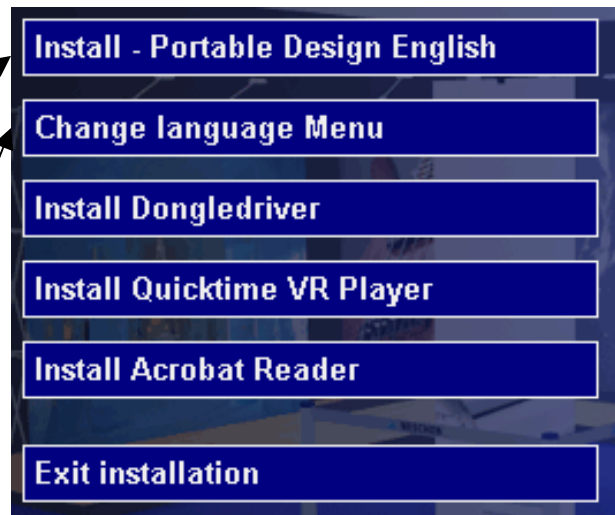 Install - Portable Design English
Change language Menu
Install Dongledriver
Install Quicktime VR Player
Install Acrobat Reader
Exit installation